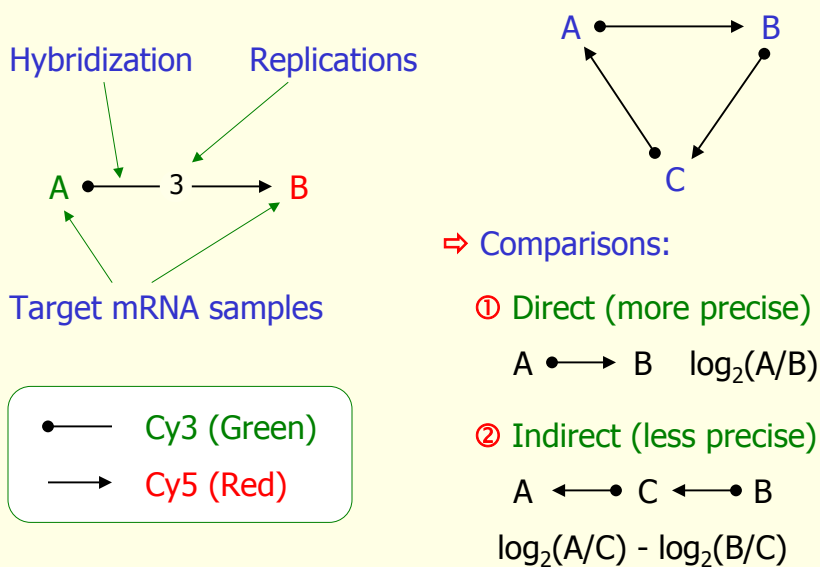 Hybridization
Replications
A 3 B
Target mRNA samples
Cy3 (Green)
Cy5 (Red)
A B
C
⇨ Comparisons:
① Direct (more precise)
A B log₂(A/B)
② Indirect (less precise)
A C B
log₂(A/C) - log₂(B/C)